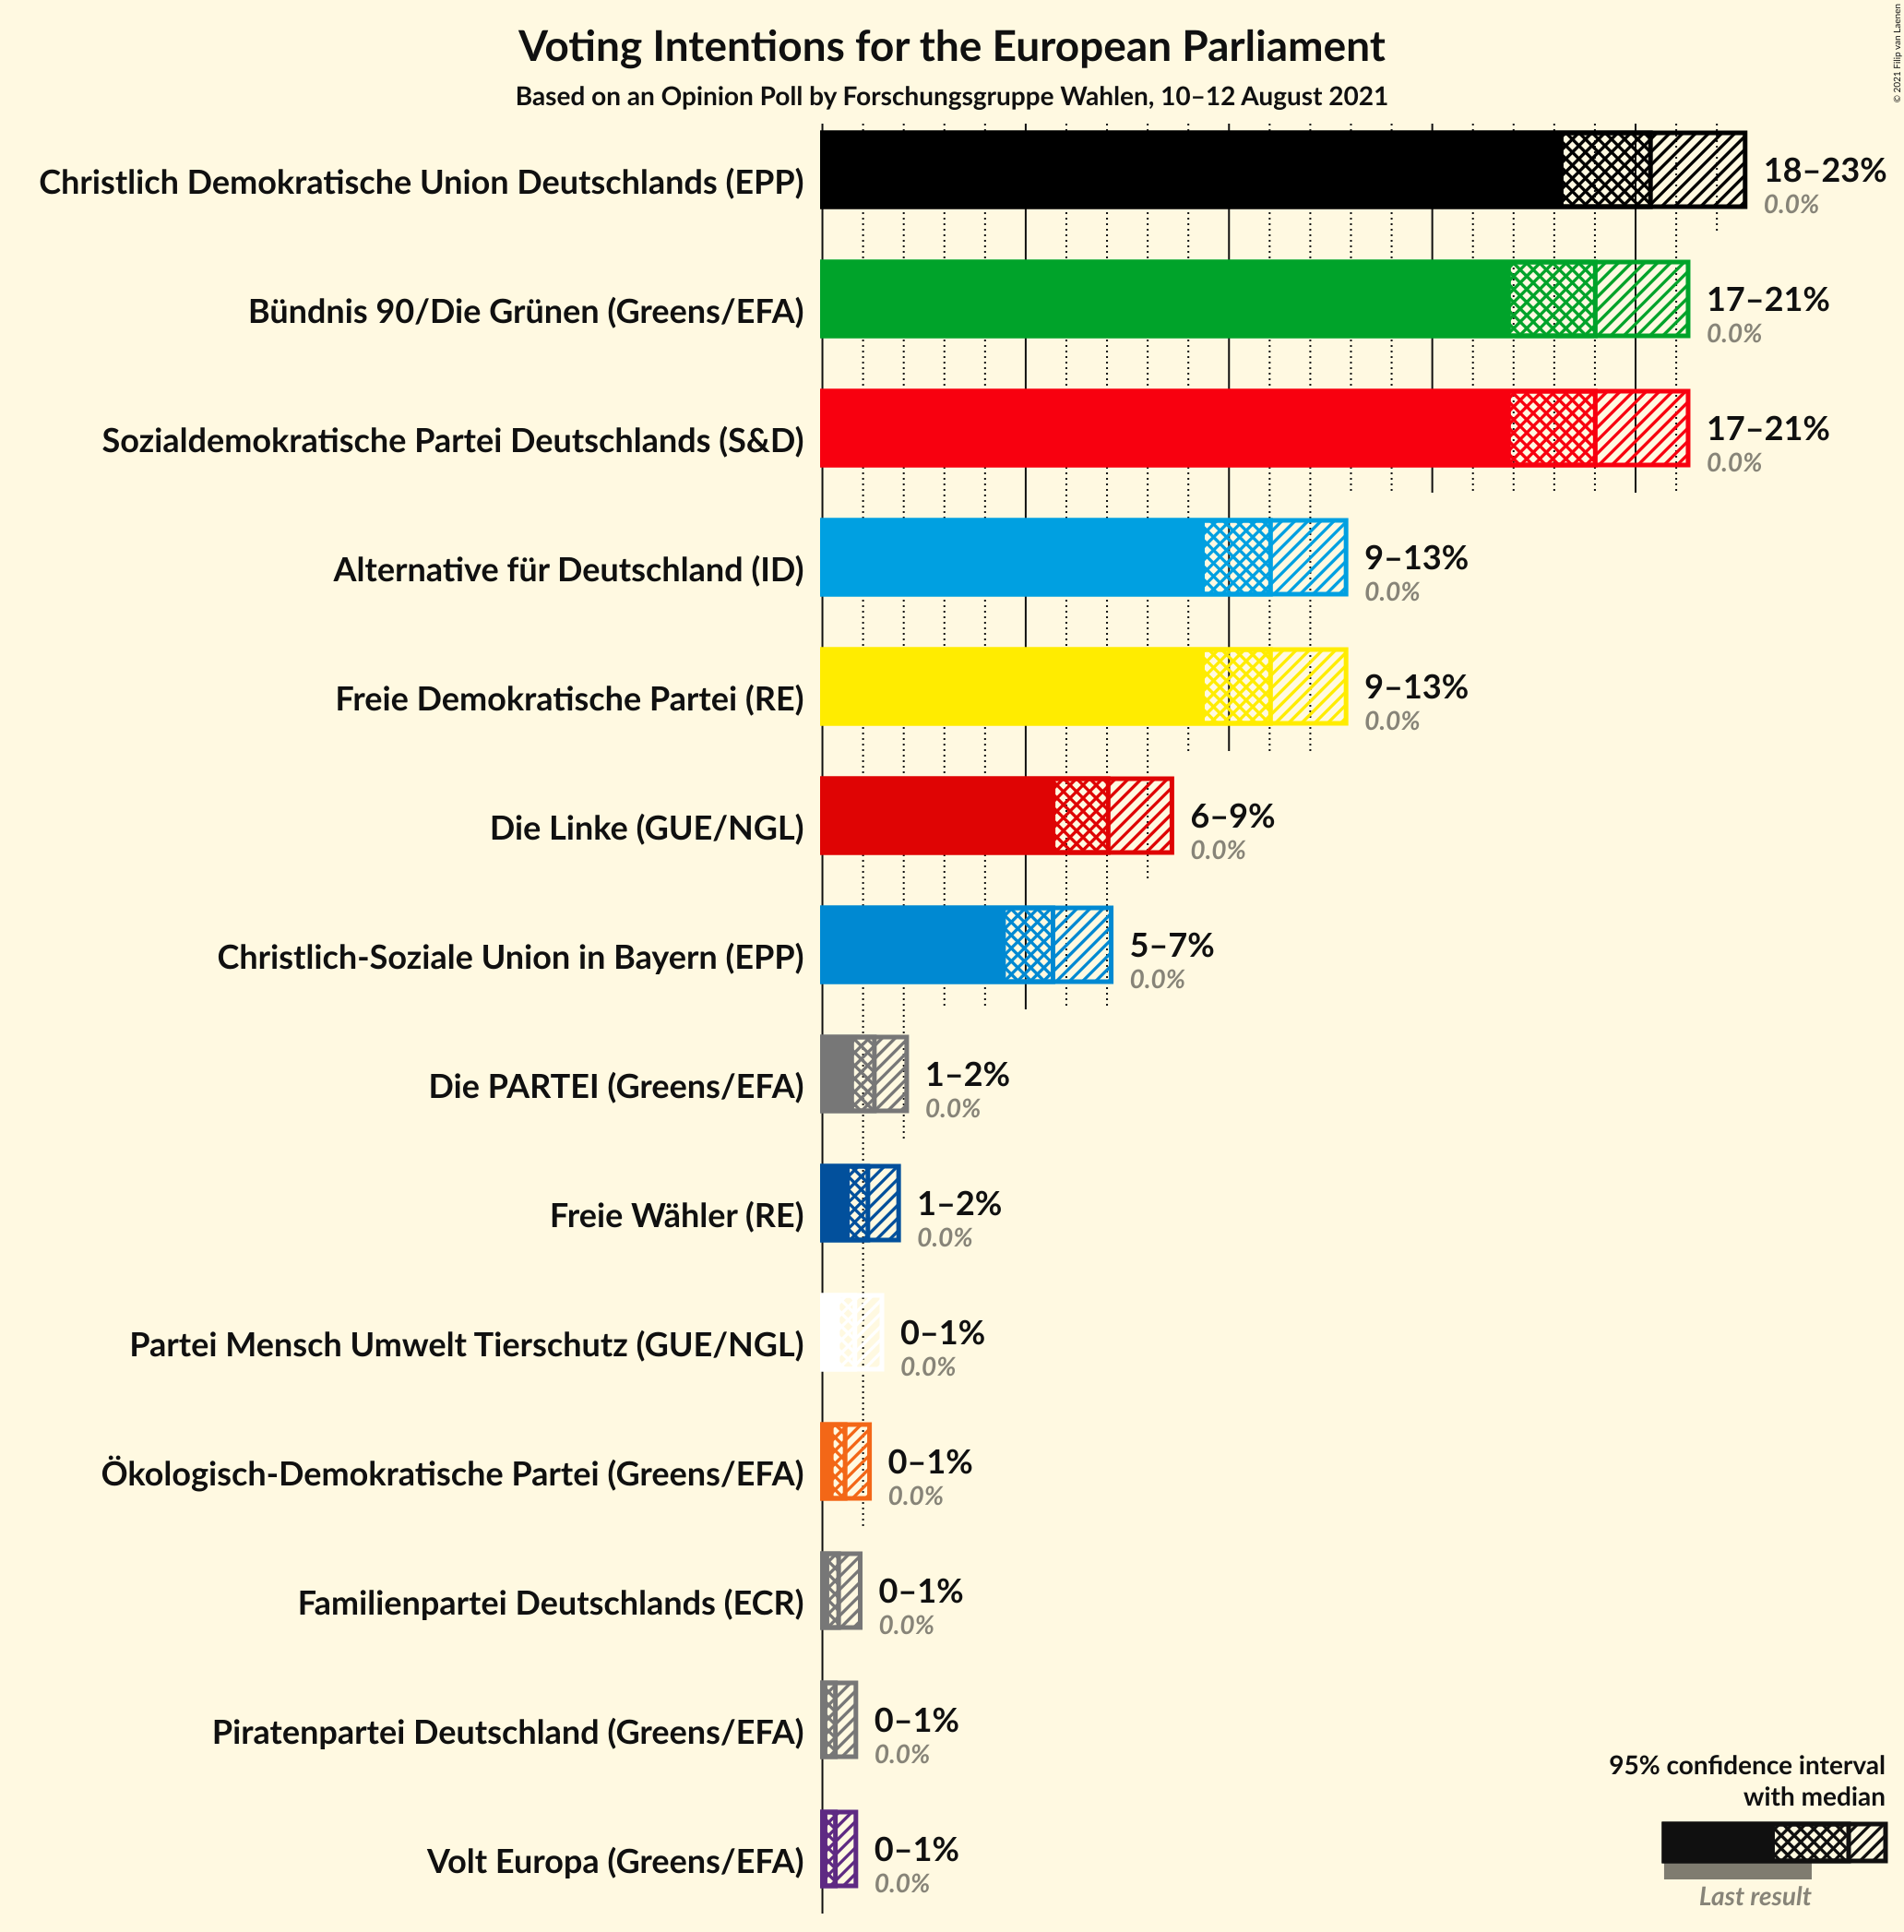 Voting Intentions for the European Parliament
Based on an Opinion Poll by Forschungsgruppe Wahlen, 10–12 August 2021
© 2021 Filip van Laenen
Christlich Demokratische Union Deutschlands (EPP)
18–23%
0.0%
Bündnis 90/Die Grünen (Greens/EFA)
17–21%
0.0%
Sozialdemokratische Partei Deutschlands (S&D)
17–21%
0.0%
Alternative für Deutschland (ID)
9–13%
0.0%
Freie Demokratische Partei (RE)
9–13%
0.0%
Die Linke (GUE/NGL)
6–9%
0.0%
Christlich-Soziale Union in Bayern (EPP)
5–7%
0.0%
Die PARTEI (Greens/EFA)
1–2%
0.0%
Freie Wähler (RE)
1–2%
0.0%
Partei Mensch Umwelt Tierschutz (GUE/NGL)
0–1%
0.0%
Ökologisch-Demokratische Partei (Greens/EFA)
0–1%
0.0%
Familienpartei Deutschlands (ECR)
0–1%
0.0%
Piratenpartei Deutschland (Greens/EFA)
0–1%
0.0%
Volt Europa (Greens/EFA)
0–1%
0.0%
95% confidence interval
with median
Last result